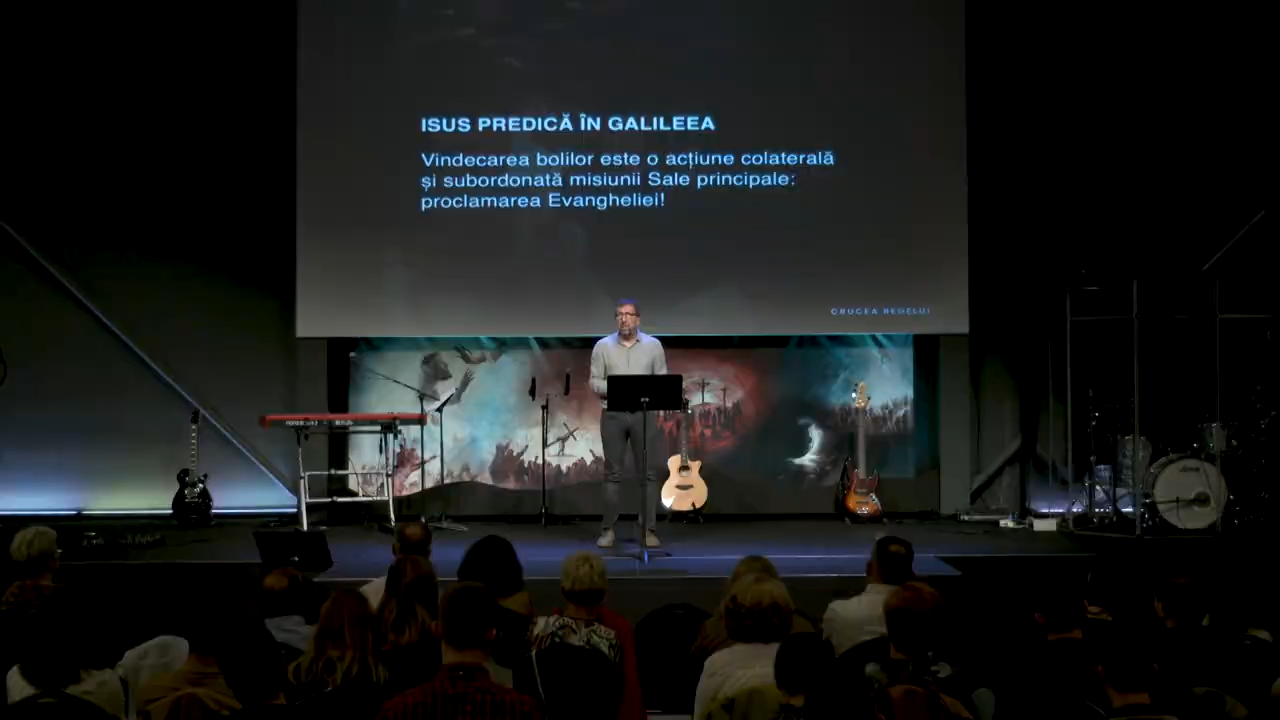 ISUS PREDICĂ ÎN GALILEEA
Vindecarea bolilor este o acțiune colaterală
și subordonată misiunii Sale principale:
proclamarea Evangheliei!
CRUCEA REGELUI